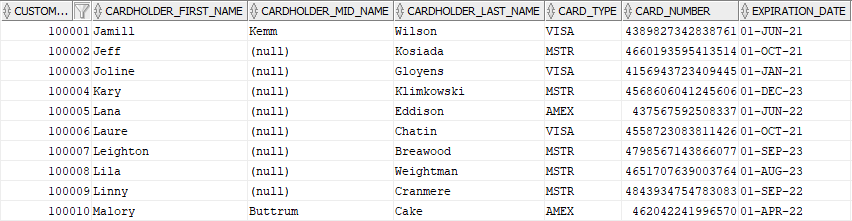 CUSTOM... CARDHOLDER_FIRST_NAME CARDHOLDER_MID_NAME CARDHOLDER_LAST_NAME CARD_TYPE CARD_NUMBER EXPIRATION_DATE
100001 Jamill Kemm Wilson VISA 4389827342838761 01-JUN-21
100002 Jeff (null) Kosiada MSTR 4660193595413514 01-OCT-21
100003 Joline (null) Gloyens VISA 4156943723409445 01-JAN-21
100004 Kary (null) Klimkowski MSTR 4568606041245606 01-DEC-23
100005 Lana (null) Eddison AMEX 437567592508337 01-JUN-22
100006 Laure (null) Chatin VISA 4558723083811426 01-OCT-21
100007 Leighton (null) Breawood MSTR 4798567143866077 01-SEP-23
100008 Lila (null) Weightman MSTR 4651707639003764 01-AUG-23
100009 Linny (null) Cranmere MSTR 4843934754783083 01-SEP-22
100010 Malory Buttrum Cake AMEX 462042241996570 01-APR-22